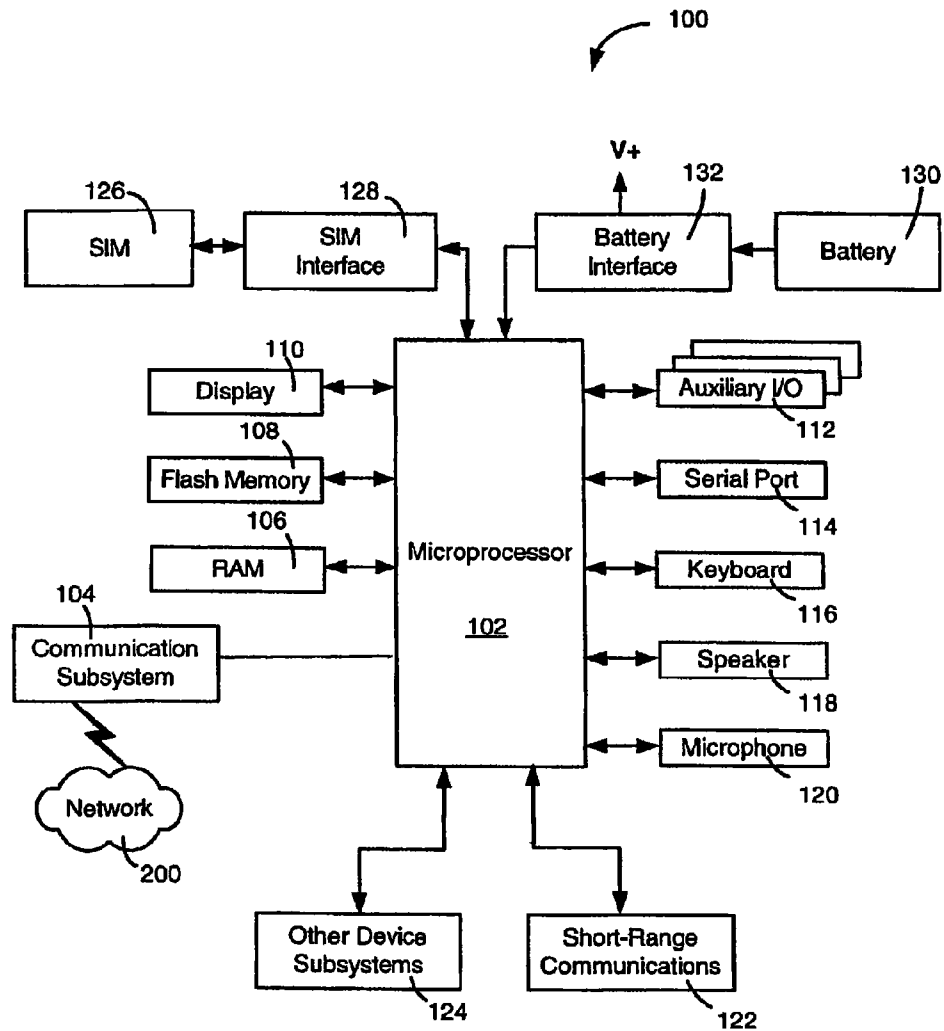 100
V+
126
128
132
130
SIM
SIM
Interface
Battery
Interface
Battery
110
Display
Auxiliary I/O
112
108
Flash Memory
Serial Port
114
106
RAM
Microprocessor
102
Keyboard
116
104
Communication
Subsystem
Speaker
118
Microphone
120
Network
200
Other Device
Subsystems
124
Short-Range
Communications
122